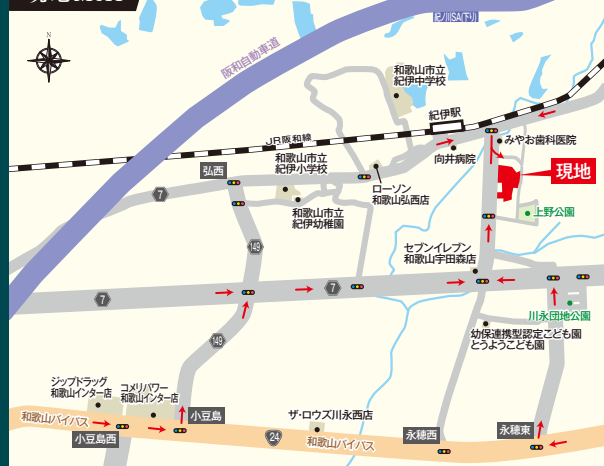 紀ノ川SA(下り)
阪和自動車道
N
和歌山市立
紀伊中学校
紀伊駅
JR阪和線
みやお歯科医院
向井病院
弘西
和歌山市立
紀伊小学校
ローソン
和歌山弘西店
現地
7
和歌山市立
紀伊幼稚園
上野公園
149
セブンイレブン
和歌山宇田森店
7
7
川永団地公園
149
幼保連携型認定こども園
とうようこども園
ジップドラッグ
和歌山インター店
コメリパワー
和歌山インター店
小豆島
ザ・ロウズ川永西店
和歌山バイパス
小豆島西
24
和歌山バイパス
永穂西
永穂東